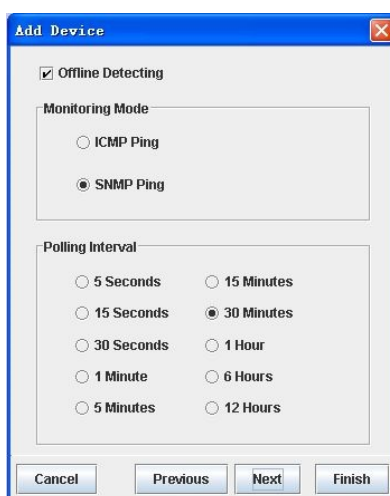 Add Device
Offline Detecting
Monitoring Mode
ICMP Ping
SNMP Ping
Polling Interval
5 Seconds
15 Minutes
15 Seconds
30 Minutes
30 Seconds
1 Hour
1 Minute
6 Hours
5 Minutes
12 Hours
Cancel
Previous
Next
Finish